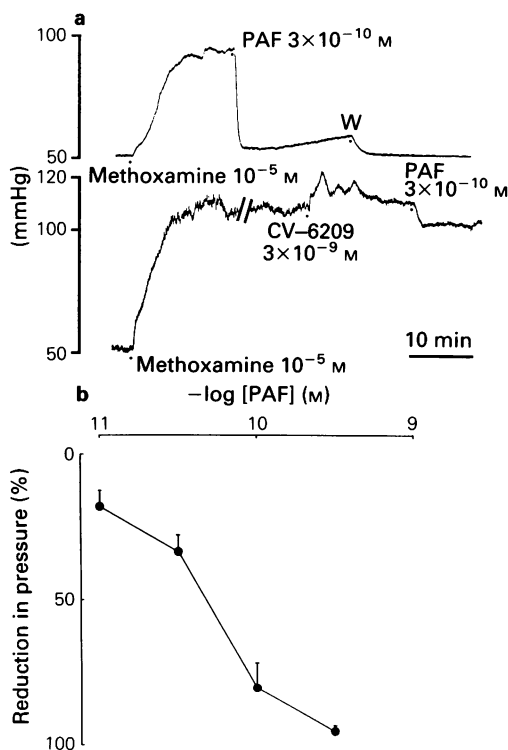 a
100
PAF 3×10⁻¹⁰ M
W
50
Methoxamine 10⁻⁵ M
PAF
3×10⁻¹⁰ M
120
100
(mmHg)
CV–6209
3×10⁻⁹ M
10 min
50
Methoxamine 10⁻⁵ M
b
−log [PAF] (M)
11 10 9
0
50
100
Reduction in pressure (%)